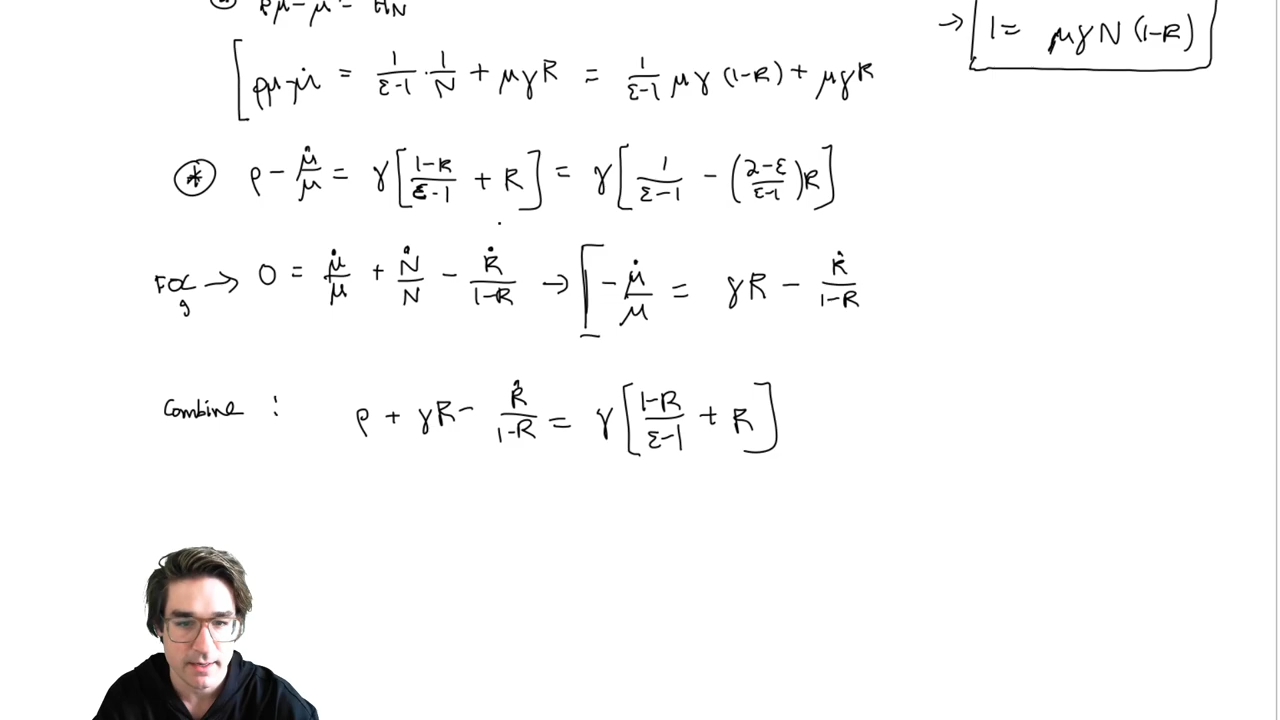 ρμ − μ̇ = H_N
→ 1 = μγN(1−R)
[ ρμ − μ̇ = 1/(ε−1) · 1/N + μγR = 1/(ε−1) μγ(1−R) + μγR
(*) ρ − μ̇/μ = γ[(1−R)/(ε−1) + R] = γ[1/(ε−1) − ((2−ε)/(ε−1))R]
FOC g → 0 = μ̇/μ + Ṅ/N − Ṙ/(1−R) → [ −μ̇/μ = γR − Ṙ/(1−R)
Combine : ρ + γR − Ṙ/(1−R) = γ[(1−R)/(ε−1) + R]